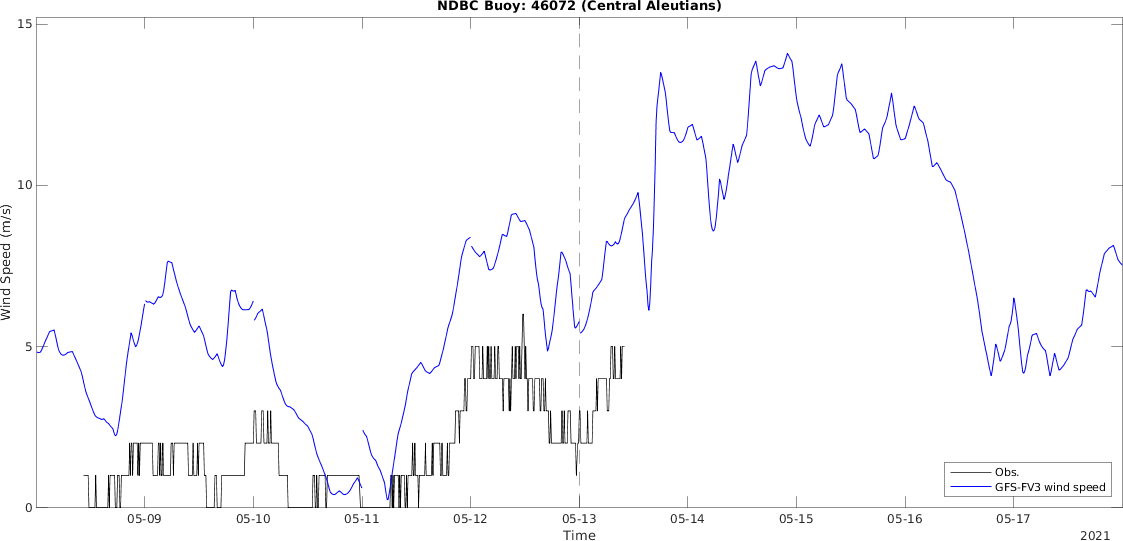 NDBC Buoy: 46072 (Central Aleutians)
15
10
5
0
Wind Speed (m/s)
Obs.
GFS-FV3 wind speed
05-09 05-10 05-11 05-12 05-13 05-14 05-15 05-16 05-17
Time
2021